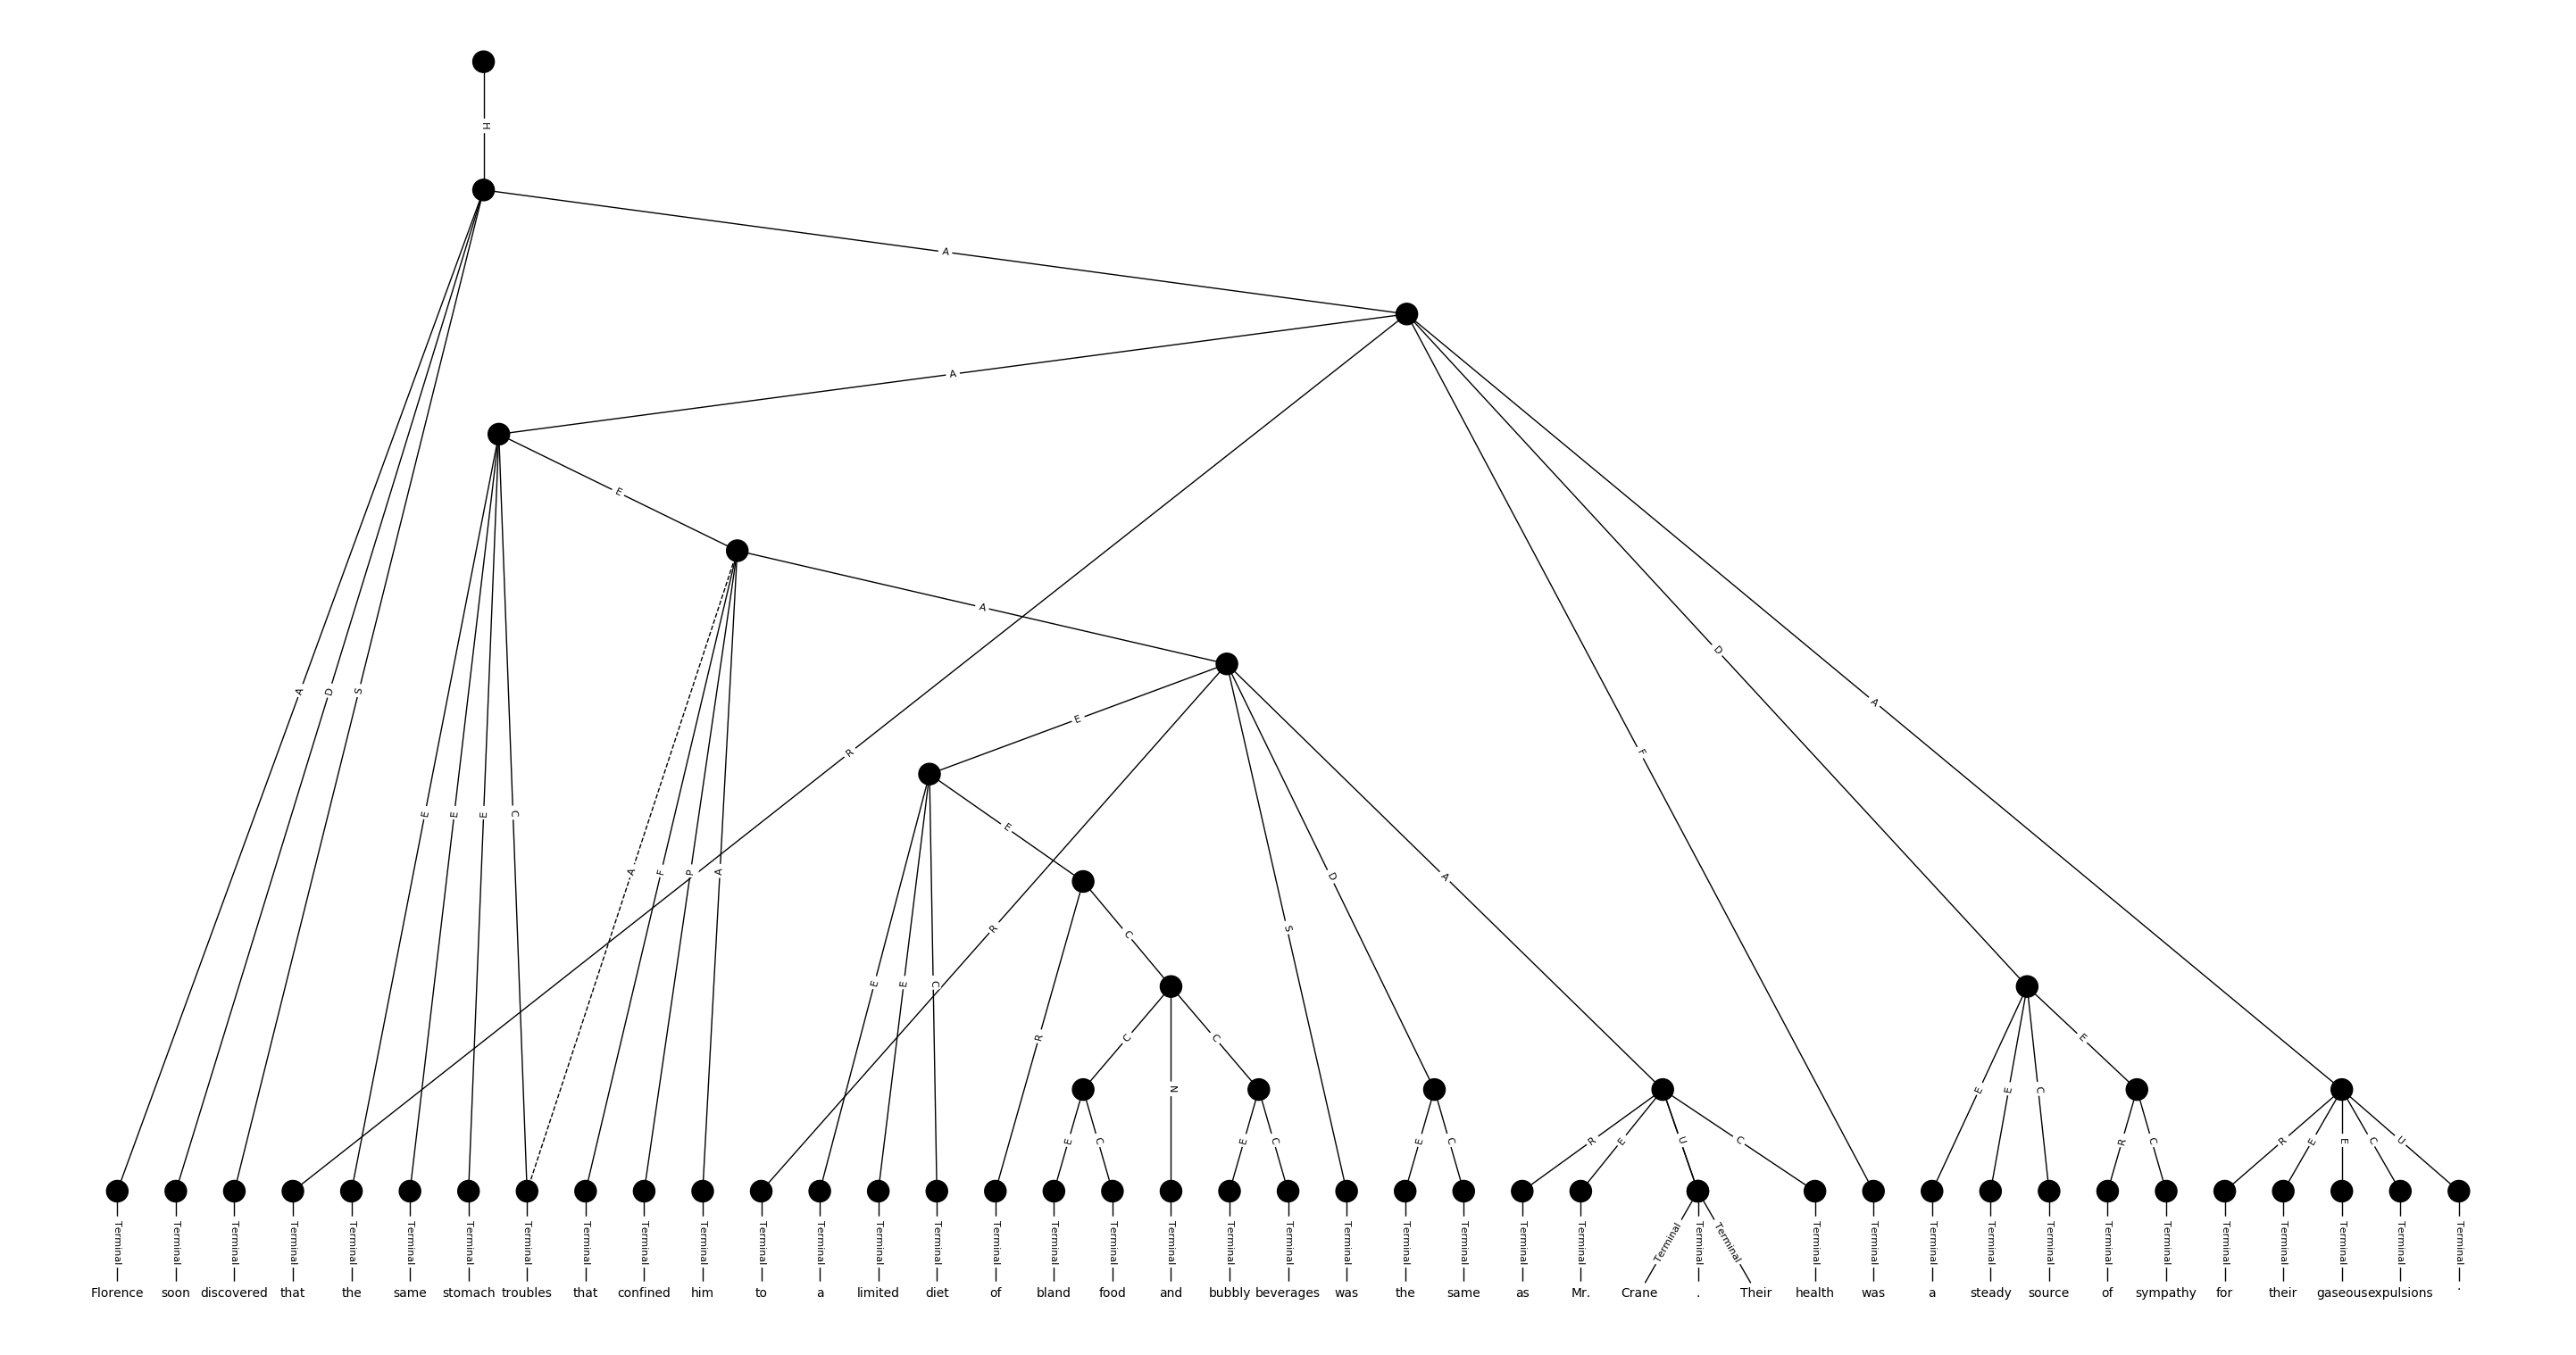 H
A
A
E
A
R
D
A
F
E
A D S
E E E C
E
A F P A
R
S
D
A
E E C
C
R
C
N
C
E
E C
E C
E C
R E U C
E E C
R C
R E E C U
Terminal Terminal Terminal Terminal Terminal Terminal Terminal Terminal Terminal Terminal Terminal Terminal Terminal Terminal Terminal Terminal Terminal Terminal Terminal Terminal Terminal Terminal Terminal Terminal Terminal Terminal Terminal Terminal Terminal Terminal Terminal Terminal Terminal Terminal Terminal Terminal Terminal Terminal Terminal Terminal Terminal
Florence soon discovered that the same stomach troubles that confined him to a limited diet of bland food and bubbly beverages was the same as Mr. Crane . Their health was a steady source of sympathy for their gaseous expulsions .